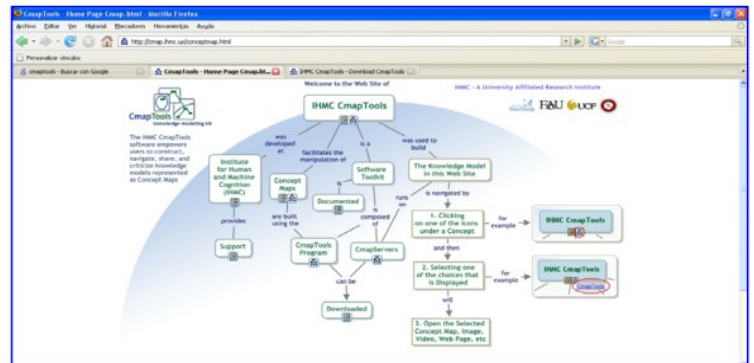 CmapTools - Home Page Cmap.html - Mozilla Firefox
Archivo Editar Ver Historial Marcadores Herramientas Ayuda
http://cmap.ihmc.us/conceptmap.html
Google
Personalizar vínculos
cmaptools - Buscar con Google
CmapTools - Home Page Cmap.ht...
IHMC CmapTools - Download CmapTools
Welcome to the Web Site of
IHMC - A University Affiliated Research Institute
CmapTools
knowledge modeling kit
FAU
UCF
IHMC CmapTools
The IHMC CmapTools
software empowers
users to construct,
navigate, share, and
criticize knowledge
models represented
as Concept Maps
was
developed
at
facilitates the
manipulation of
is a
was used to
build
Institute
for Human
and Machine
Cognition
(IHMC)
Concept
Maps
Software
Toolkit
The Knowledge Model
in this Web Site
is
Documented
runs
on
is navigated by
provides
are built
using the
is
composed
of
1. Clicking
on one of the Icons
under a Concept
for
example
IHMC CmapTools
Support
CmapTools
Program
CmapServers
and then
2. Selecting one
of the choices that
is Displayed
for
example
IHMC CmapTools
CmapTools
can be
will
Downloaded
3. Open the Selected
Concept Map, Image,
Video, Web Page, etc